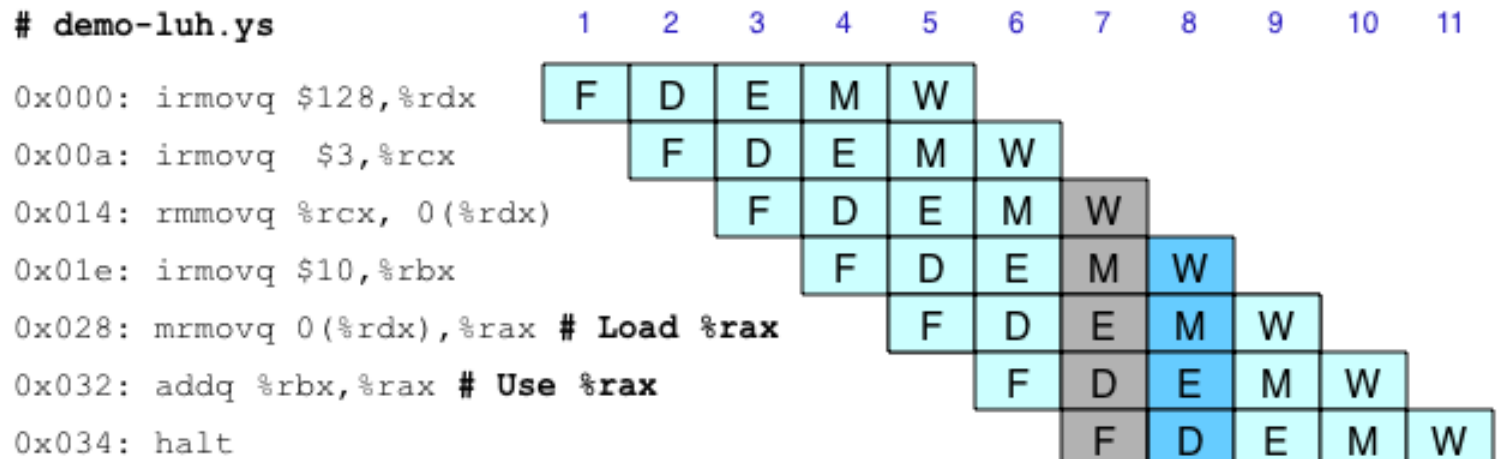 # demo-luh.ys 1 2 3 4 5 6 7 8 9 10 11
0x000: irmovq $128,%rdx F D E M W
0x00a: irmovq  $3,%rcx F D E M W
0x014: rmmovq %rcx, 0(%rdx) F D E M W
0x01e: irmovq $10,%rbx F D E M W
0x028: mrmovq 0(%rdx),%rax # Load %rax F D E M W
0x032: addq %rbx,%rax # Use %rax F D E M W
0x034: halt F D E M W